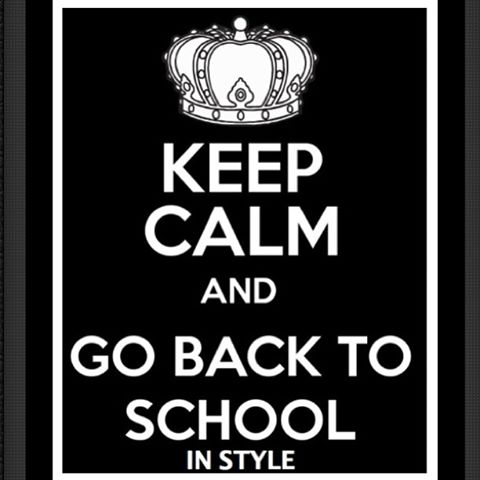 KEEP
CALM
AND
GO BACK TO
SCHOOL
IN STYLE